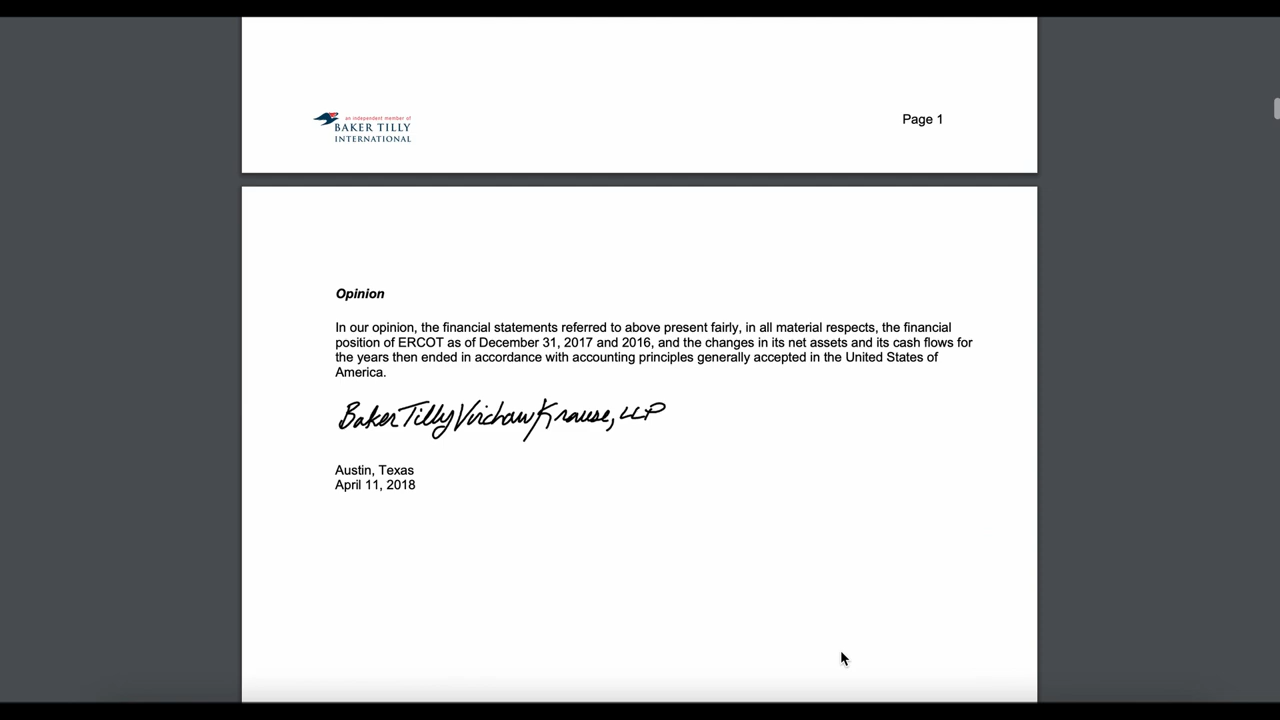 an independent member of
BAKER TILLY
INTERNATIONAL
Page 1
Opinion
In our opinion, the financial statements referred to above present fairly, in all material respects, the financial
position of ERCOT as of December 31, 2017 and 2016, and the changes in its net assets and its cash flows for
the years then ended in accordance with accounting principles generally accepted in the United States of
America.
Baker Tilly Virchow Krause, LLP
Austin, Texas
April 11, 2018